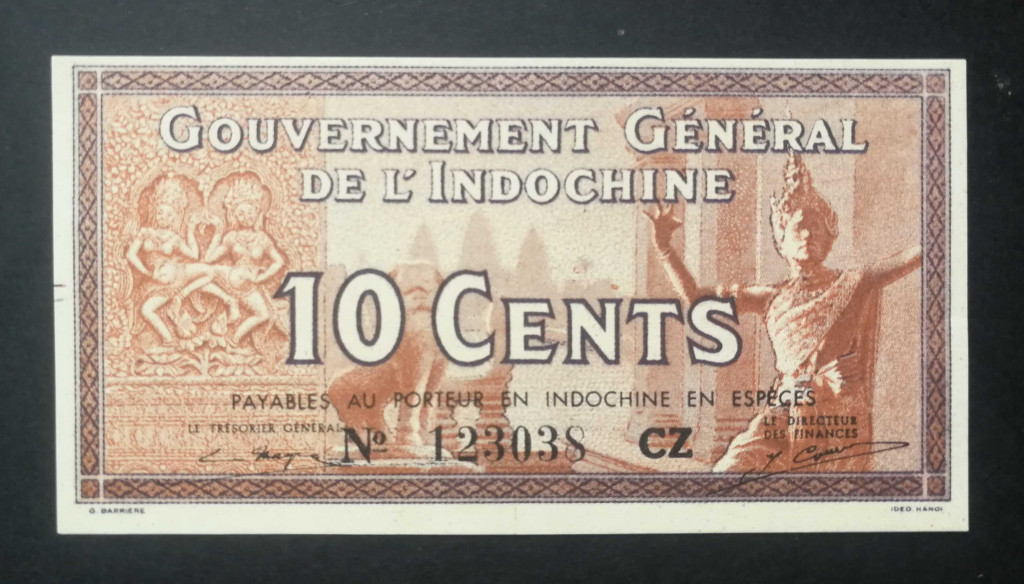 GOUVERNEMENT GÉNÉRAL
DE L'INDOCHINE
10 CENTS
PAYABLES AU PORTEUR EN INDOCHINE EN ESPÈCES
LE TRÉSORIER GÉNÉRAL
LE DIRECTEUR
DES FINANCES
Nº 123038 CZ
G. BARRIÈRE
IDEO. HANOI